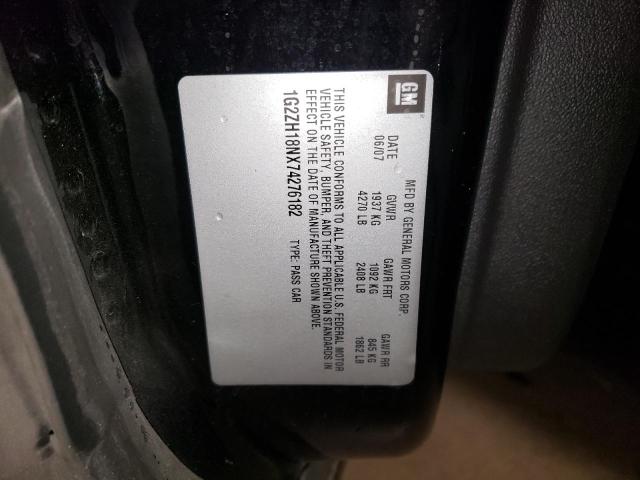 GM
MFD BY GENERAL MOTORS CORP.
DATE GVWR GAWR FRT GAWR RR
06/07 1937 KG 1092 KG 845 KG
4270 LB 2408 LB 1862 LB
THIS VEHICLE CONFORMS TO ALL APPLICABLE U.S. FEDERAL MOTOR
VEHICLE SAFETY, BUMPER, AND THEFT PREVENTION STANDARDS IN
EFFECT ON THE DATE OF MANUFACTURE SHOWN ABOVE.
1G2ZH18NX74276182 TYPE: PASS CAR